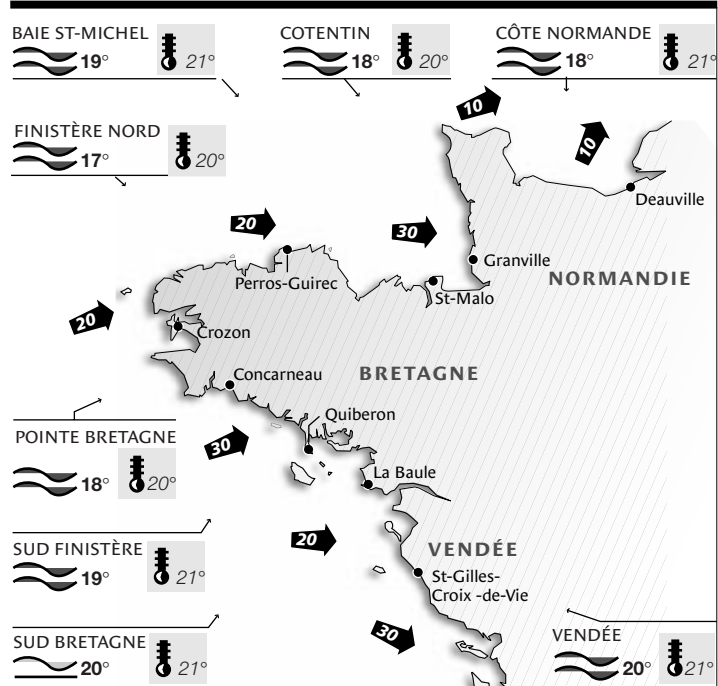 BAIE ST-MICHEL
19°
21°
COTENTIN
18°
20°
CÔTE NORMANDE
18°
21°
FINISTÈRE NORD
17°
20°
10
10
Deauville
20
30
Granville
NORMANDIE
Perros-Guirec
St-Malo
20
Crozon
Concarneau
BRETAGNE
Quiberon
POINTE BRETAGNE
18°
20°
30
La Baule
SUD FINISTÈRE
19°
21°
20
VENDÉE
St-Gilles-
Croix -de-Vie
SUD BRETAGNE
20°
21°
30
VENDÉE
20°
21°